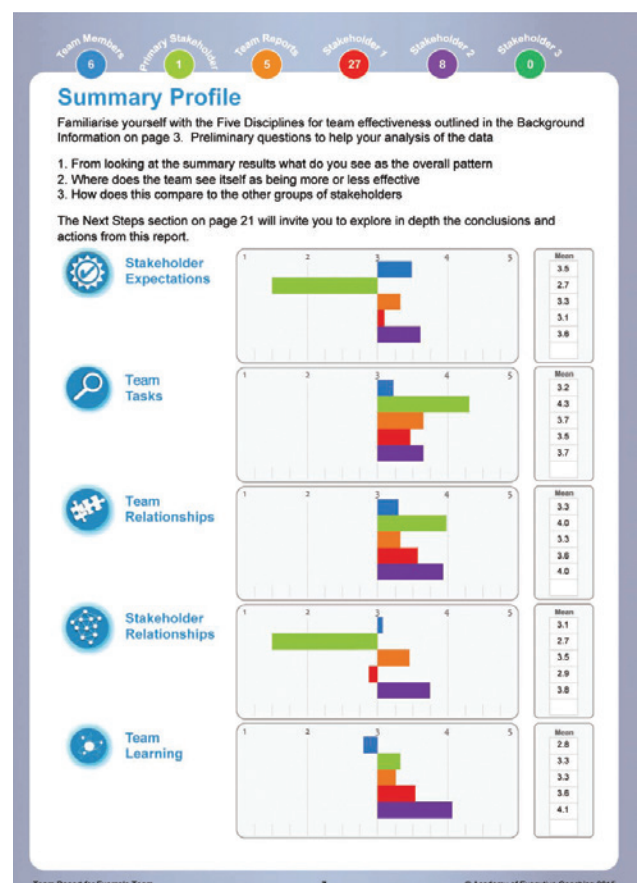 Team Members
Primary Stakeholder
Team Reports
Stakeholder 1
Stakeholder 2
Stakeholder 3
6
1
5
27
8
0
Summary Profile
Familiarise yourself with the Five Disciplines for team effectiveness outlined in the Background
Information on page 3. Preliminary questions to help your analysis of the data
1. From looking at the summary results what do you see as the overall pattern
2. Where does the team see itself as being more or less effective
3. How does this compare to the other groups of stakeholders
The Next Steps section on page 21 will invite you to explore in depth the conclusions and
actions from this report.
Stakeholder
Expectations
1 2 3 4 5
Mean
3.5
2.7
3.3
3.1
3.6
Team
Tasks
1 2 3 4 5
Mean
3.2
4.3
3.7
3.5
3.7
Team
Relationships
1 2 3 4 5
Mean
3.3
4.0
3.3
3.6
4.0
Stakeholder
Relationships
1 2 3 4 5
Mean
3.1
2.7
3.5
2.9
3.8
Team
Learning
1 2 3 4 5
Mean
2.8
3.3
3.3
3.6
4.1